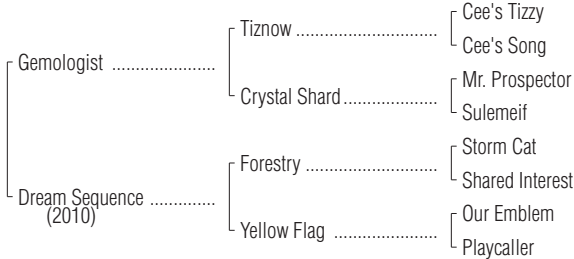 Cee's Tizzy
Tiznow ......................
Cee's Song
Gemologist ......................
Mr. Prospector
Crystal Shard ......................
Sulemeif
Storm Cat
Forestry ......................
Shared Interest
Dream Sequence ..............
(2010)
Our Emblem
Yellow Flag ......................
Playcaller